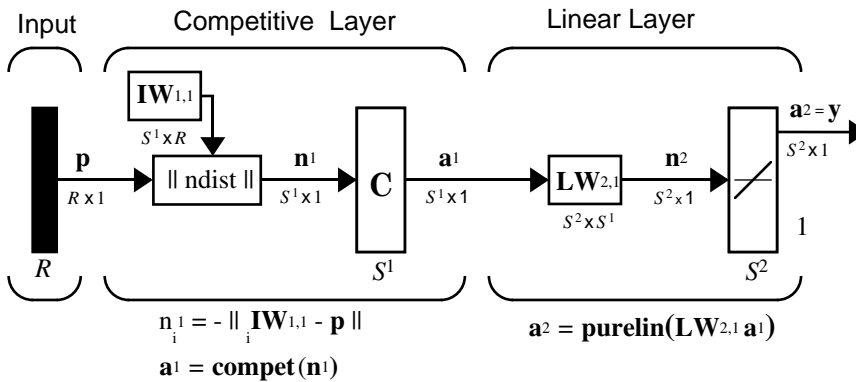 Input Competitive Layer Linear Layer
IW1,1
S1 x R
p
R x 1
|| ndist ||
n1
S1 x 1
C
a1
S1 x 1
LW2,1
S2 x S1
n2
S2 x 1
a2 = y
S2 x 1
1
R
S1
S2
ni1 = - || iIW1,1 - p ||
a1 = compet(n1)
a2 = purelin(LW2,1 a1)